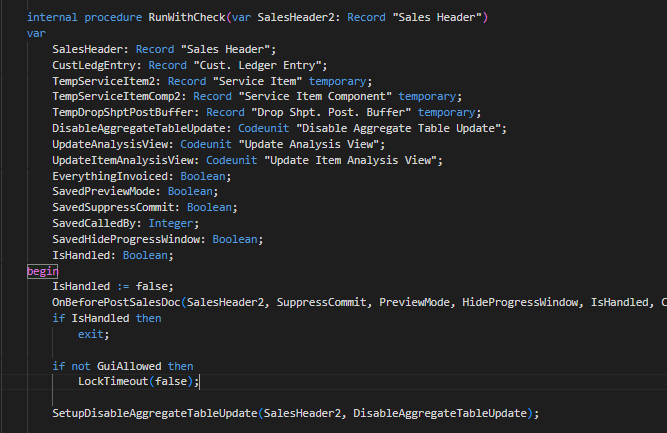 internal procedure RunWithCheck(var SalesHeader2: Record "Sales Header")
var
    SalesHeader: Record "Sales Header";
    CustLedgEntry: Record "Cust. Ledger Entry";
    TempServiceItem2: Record "Service Item" temporary;
    TempServiceItemComp2: Record "Service Item Component" temporary;
    TempDropShptPostBuffer: Record "Drop Shpt. Post. Buffer" temporary;
    DisableAggregateTableUpdate: Codeunit "Disable Aggregate Table Update";
    UpdateAnalysisView: Codeunit "Update Analysis View";
    UpdateItemAnalysisView: Codeunit "Update Item Analysis View";
    EverythingInvoiced: Boolean;
    SavedPreviewMode: Boolean;
    SavedSuppressCommit: Boolean;
    SavedCalledBy: Integer;
    SavedHideProgressWindow: Boolean;
    IsHandled: Boolean;
begin
    IsHandled := false;
    OnBeforePostSalesDoc(SalesHeader2, SuppressCommit, PreviewMode, HideProgressWindow, IsHandled,
    if IsHandled then
        exit;
    if not GuiAllowed then
        LockTimeout(false);
    SetupDisableAggregateTableUpdate(SalesHeader2, DisableAggregateTableUpdate);